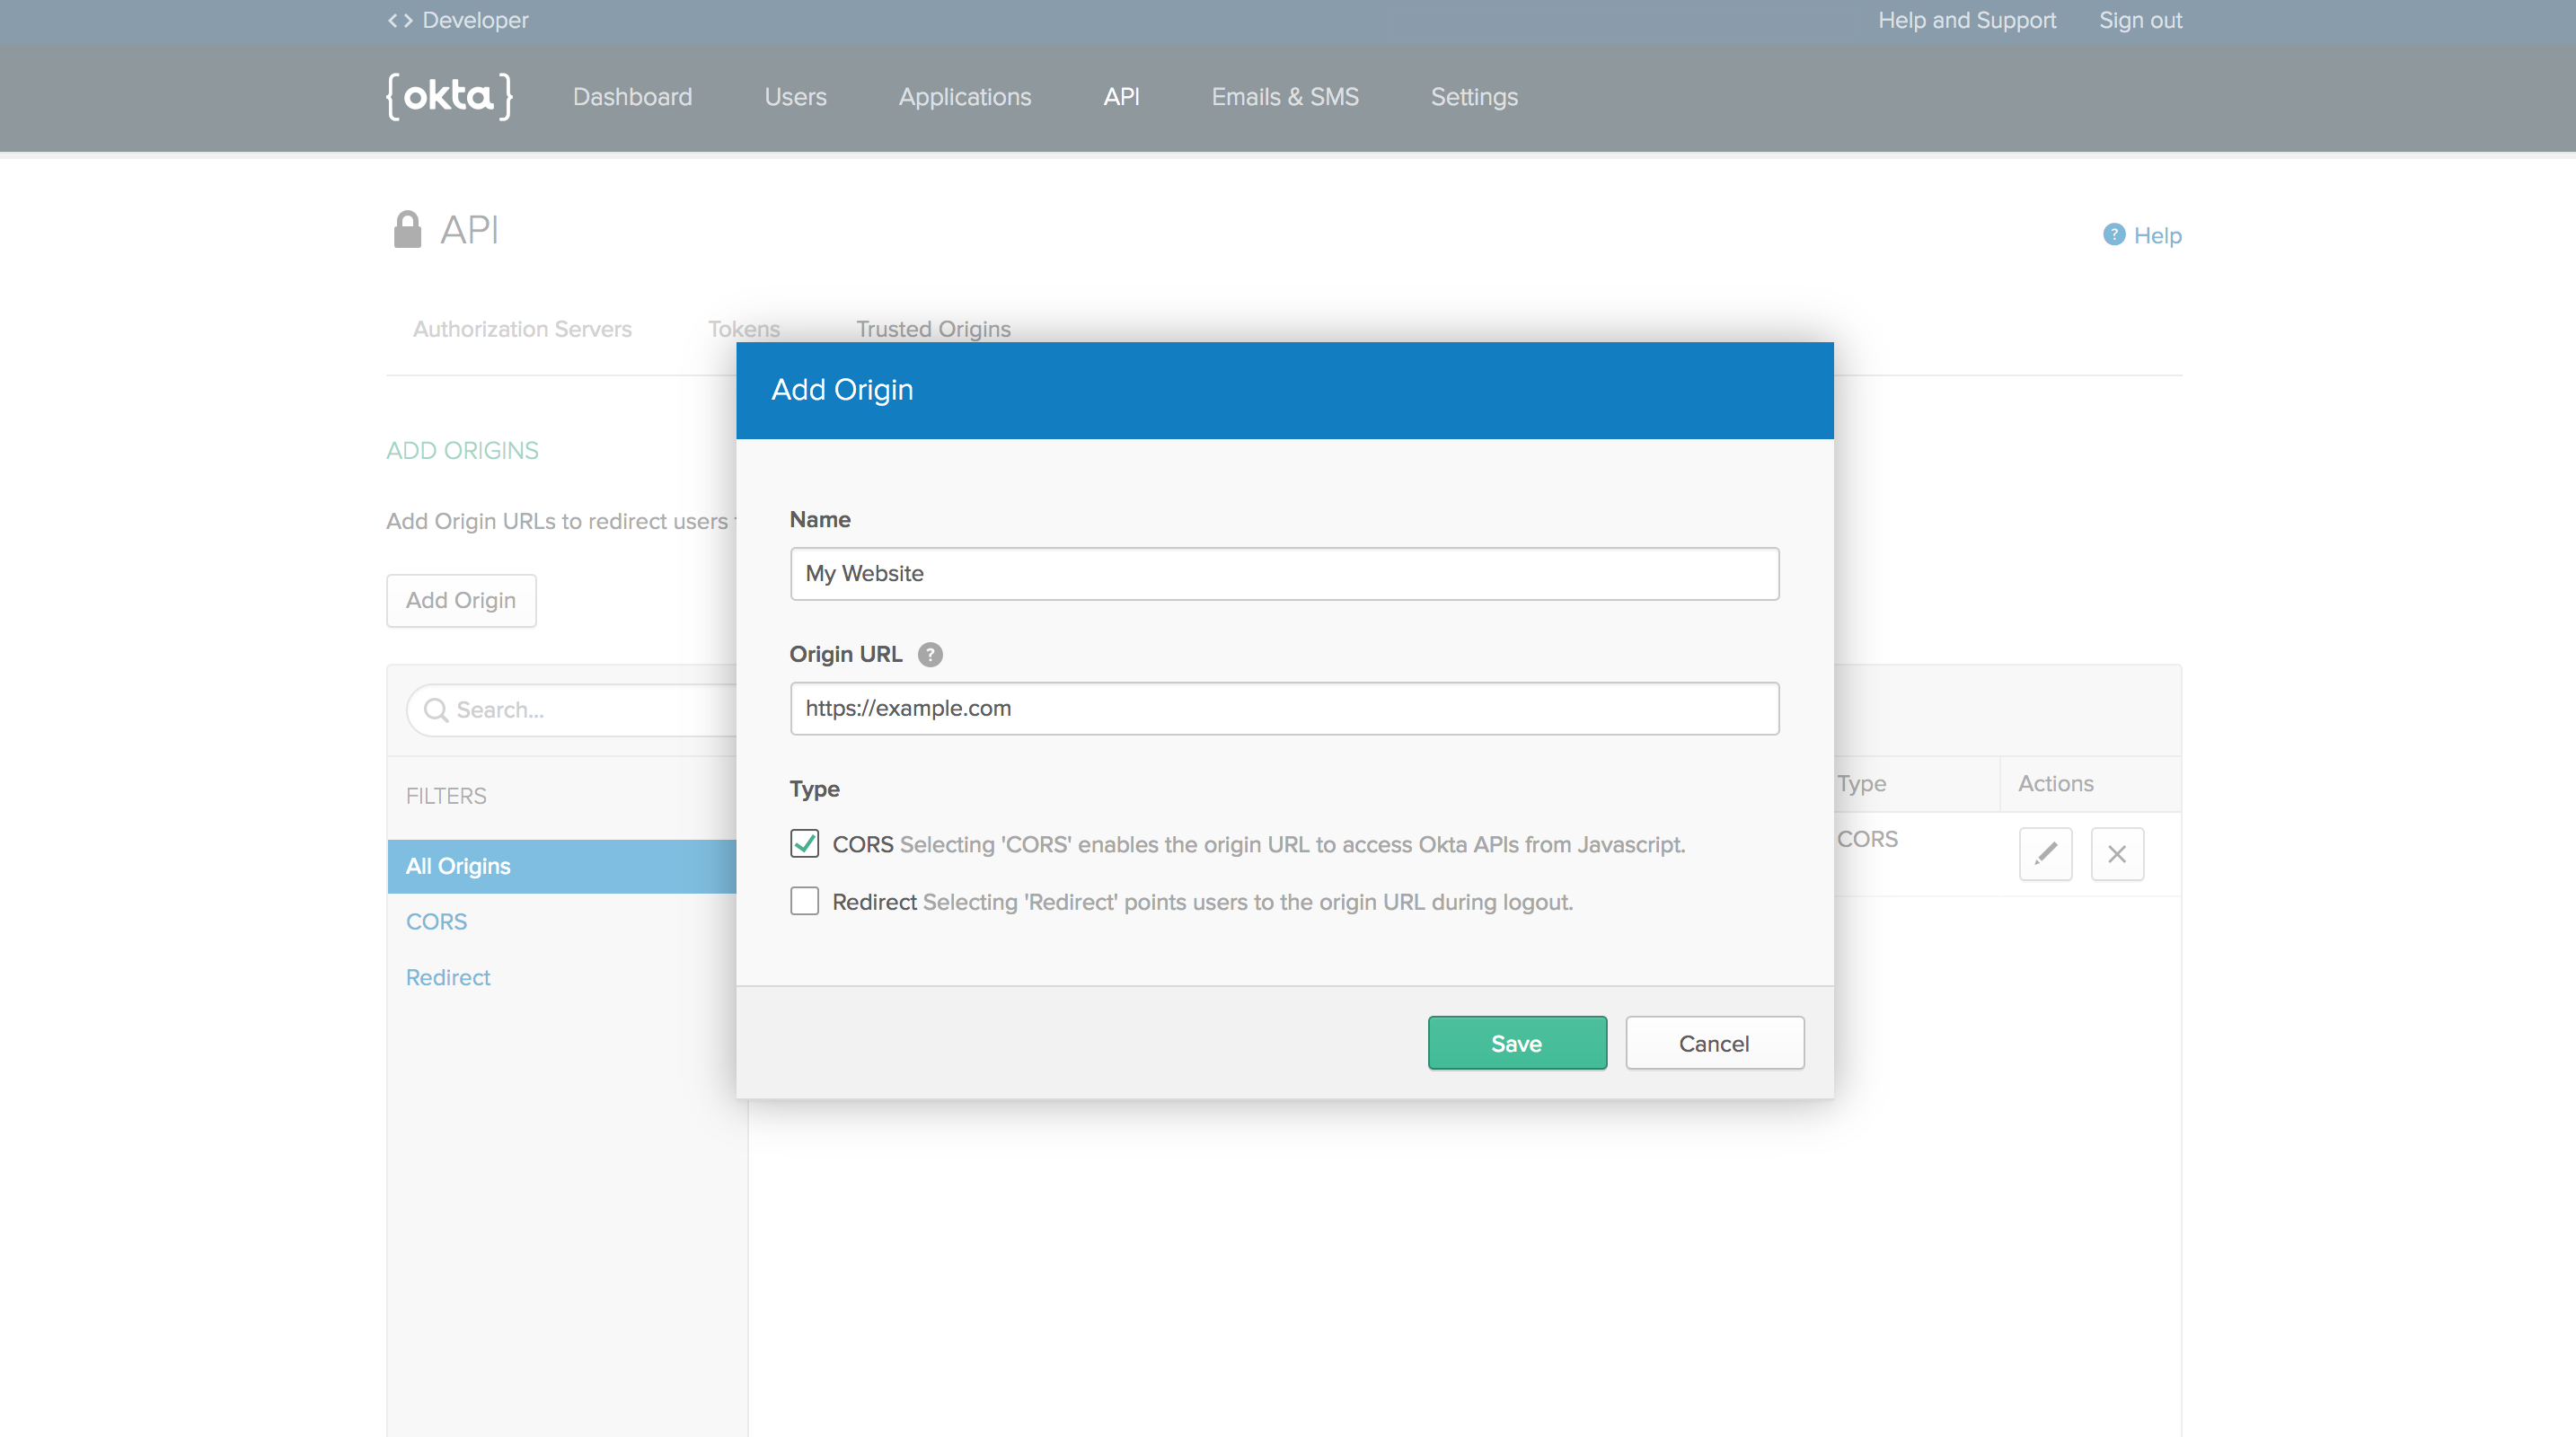 <> Developer
Help and Support Sign out
{okta} Dashboard Users Applications API Emails & SMS Settings
API
? Help
Authorization Servers Tokens Trusted Origins
Add Origin
ADD ORIGINS
Add Origin URLs to redirect users
Add Origin
Search...
FILTERS
All Origins
CORS
Redirect
Name
My Website
Origin URL ?
https://example.com
Type
CORS Selecting 'CORS' enables the origin URL to access Okta APIs from Javascript.
Redirect Selecting 'Redirect' points users to the origin URL during logout.
Save Cancel
Type Actions
CORS